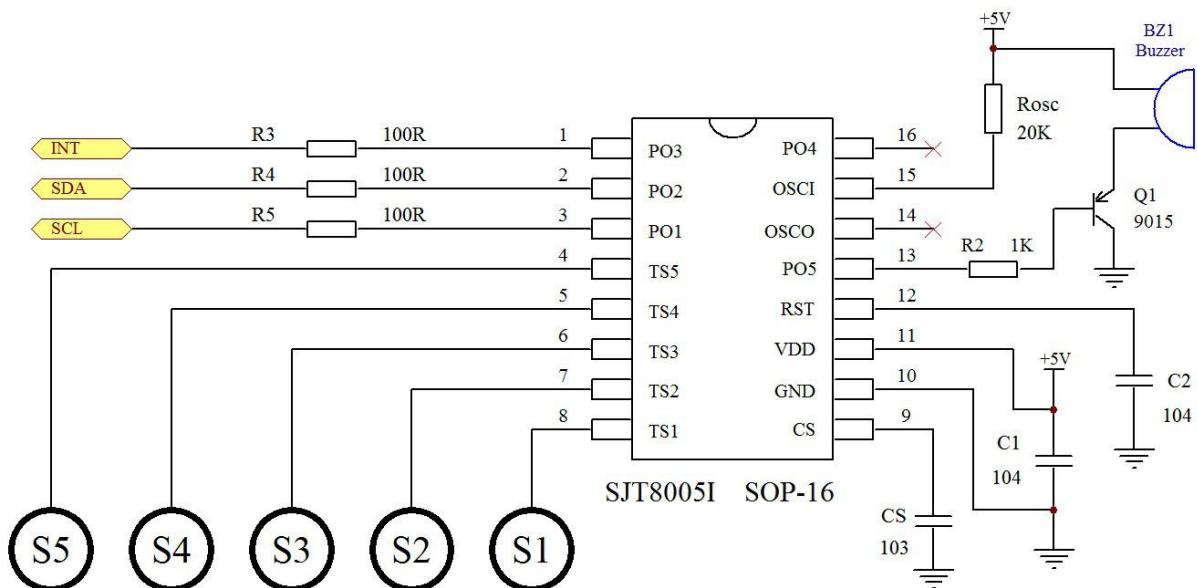 +5V
BZ1
Buzzer
Rosc
20K
INT
R3
100R
1
PO3
PO4
16
SDA
R4
100R
2
PO2
OSCI
15
SCL
R5
100R
3
PO1
OSCO
14
Q1
9015
4
TS5
PO5
13
R2
1K
5
TS4
RST
12
6
TS3
VDD
11
+5V
7
TS2
GND
10
C2
104
8
TS1
CS
9
C1
104
SJT8005I SOP-16
CS
103
S5
S4
S3
S2
S1